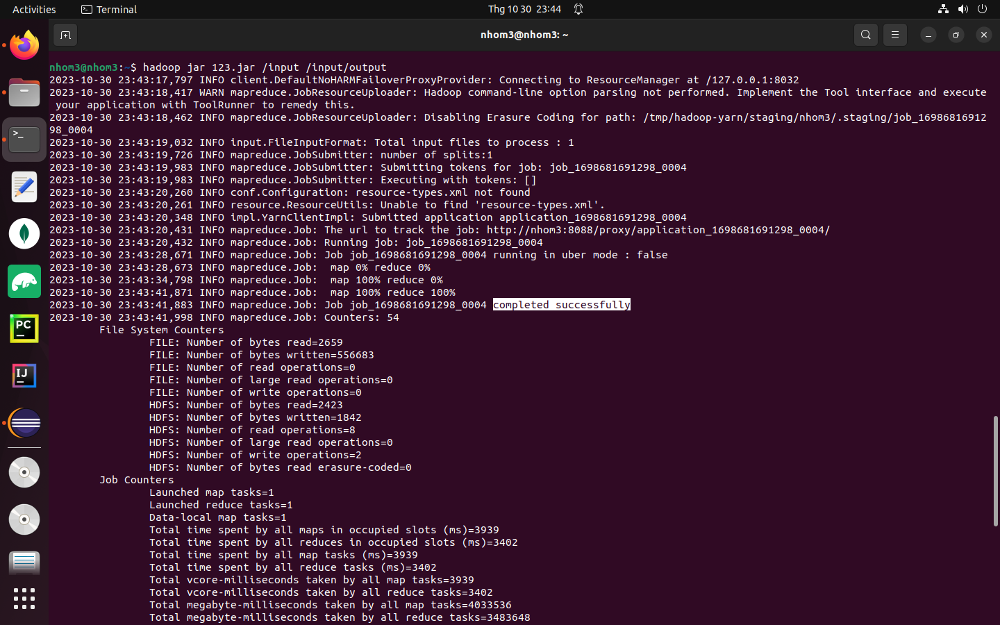 Activities
Terminal
Thg 10 30 23:44
nhom3@nhom3: ~
nhom3@nhom3:~$ hadoop jar 123.jar /input /input/output
2023-10-30 23:43:17,797 INFO client.DefaultNoHARMFailoverProxyProvider: Connecting to ResourceManager at /127.0.0.1:8032
2023-10-30 23:43:18,417 WARN mapreduce.JobResourceUploader: Hadoop command-line option parsing not performed. Implement the Tool interface and execute
your application with ToolRunner to remedy this.
2023-10-30 23:43:18,462 INFO mapreduce.JobResourceUploader: Disabling Erasure Coding for path: /tmp/hadoop-yarn/staging/nhom3/.staging/job_16986816912
98_0004
2023-10-30 23:43:19,032 INFO input.FileInputFormat: Total input files to process : 1
2023-10-30 23:43:19,726 INFO mapreduce.JobSubmitter: number of splits:1
2023-10-30 23:43:19,983 INFO mapreduce.JobSubmitter: Submitting tokens for job: job_1698681691298_0004
2023-10-30 23:43:19,983 INFO mapreduce.JobSubmitter: Executing with tokens: []
2023-10-30 23:43:20,260 INFO conf.Configuration: resource-types.xml not found
2023-10-30 23:43:20,261 INFO resource.ResourceUtils: Unable to find 'resource-types.xml'.
2023-10-30 23:43:20,348 INFO impl.YarnClientImpl: Submitted application application_1698681691298_0004
2023-10-30 23:43:20,431 INFO mapreduce.Job: The url to track the job: http://nhom3:8088/proxy/application_1698681691298_0004/
2023-10-30 23:43:20,432 INFO mapreduce.Job: Running job: job_1698681691298_0004
2023-10-30 23:43:28,671 INFO mapreduce.Job: Job job_1698681691298_0004 running in uber mode : false
2023-10-30 23:43:28,673 INFO mapreduce.Job:  map 0% reduce 0%
2023-10-30 23:43:34,798 INFO mapreduce.Job:  map 100% reduce 0%
2023-10-30 23:43:41,871 INFO mapreduce.Job:  map 100% reduce 100%
2023-10-30 23:43:41,883 INFO mapreduce.Job: Job job_1698681691298_0004 completed successfully
2023-10-30 23:43:41,998 INFO mapreduce.Job: Counters: 54
File System Counters
FILE: Number of bytes read=2659
FILE: Number of bytes written=556683
FILE: Number of read operations=0
FILE: Number of large read operations=0
FILE: Number of write operations=0
HDFS: Number of bytes read=2423
HDFS: Number of bytes written=1842
HDFS: Number of read operations=8
HDFS: Number of large read operations=0
HDFS: Number of write operations=2
HDFS: Number of bytes read erasure-coded=0
Job Counters
Launched map tasks=1
Launched reduce tasks=1
Data-local map tasks=1
Total time spent by all maps in occupied slots (ms)=3939
Total time spent by all reduces in occupied slots (ms)=3402
Total time spent by all map tasks (ms)=3939
Total time spent by all reduce tasks (ms)=3402
Total vcore-milliseconds taken by all map tasks=3939
Total vcore-milliseconds taken by all reduce tasks=3402
Total megabyte-milliseconds taken by all map tasks=4033536
Total megabyte-milliseconds taken by all reduce tasks=3483648
PC
IJ